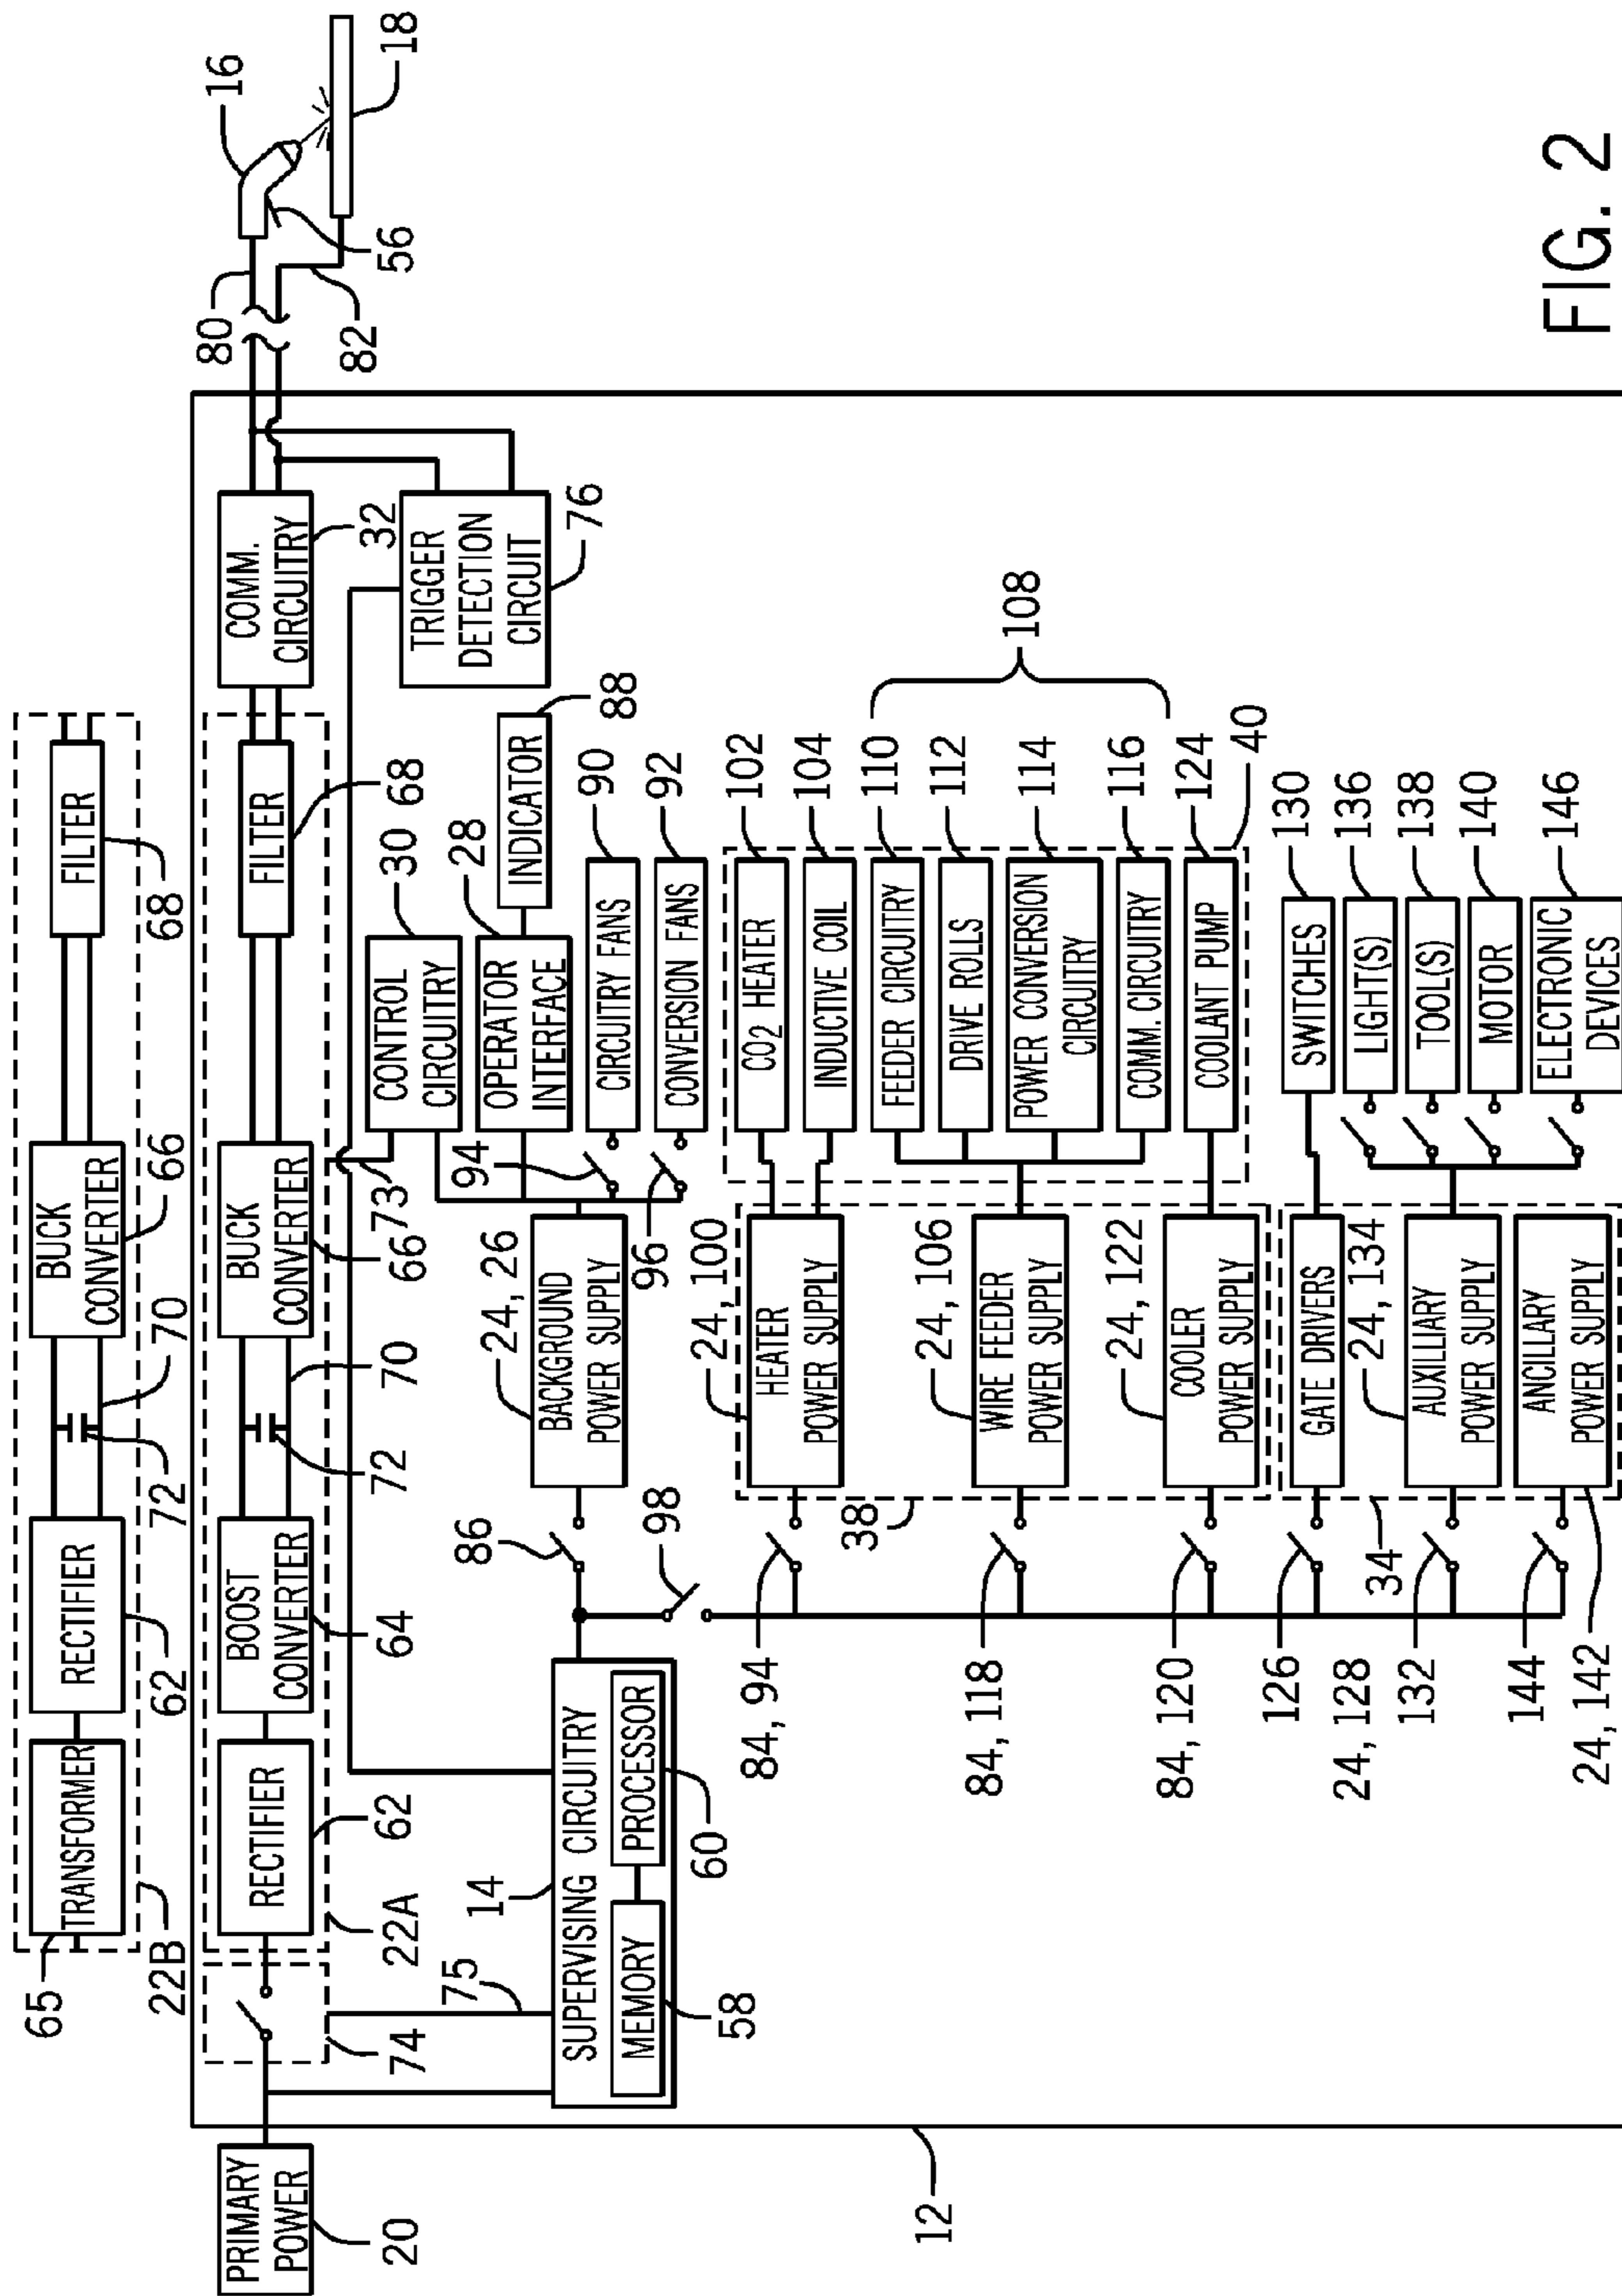 65
TRANSFORMER
RECTIFIER
62
72
70
BUCK
CONVERTER
66
FILTER
68
22B
PRIMARY
POWER
20
74
RECTIFIER
62
22A
BOOST
CONVERTER
64
72
70
BUCK
CONVERTER
66
FILTER
68
COMM.
CIRCUITRY
32
80
82
16
56
18
75
73
SUPERVISING CIRCUITRY
14
MEMORY
58
PROCESSOR
60
TRIGGER
DETECTION
CIRCUIT
76
CONTROL
CIRCUITRY
30
OPERATOR
INTERFACE
28
INDICATOR
88
86
BACKGROUND
POWER SUPPLY
24, 26
94
96
CIRCUITRY FANS
90
CONVERSION FANS
92
98
84, 94
38
HEATER
POWER SUPPLY
24, 100
CO2 HEATER
102
INDUCTIVE COIL
104
84, 118
WIRE FEEDER
POWER SUPPLY
24, 106
FEEDER CIRCUITRY
110
DRIVE ROLLS
112
POWER CONVERSION
CIRCUITRY
114
COMM. CIRCUITRY
116
108
84, 120
COOLER
POWER SUPPLY
24, 122
COOLANT PUMP
124
40
126
24, 128
GATE DRIVERS
SWITCHES
130
34
132
AUXILLIARY
POWER SUPPLY
24, 134
LIGHT(S)
136
TOOL(S)
138
MOTOR
140
144
24, 142
ANCILLARY
POWER SUPPLY
ELECTRONIC
DEVICES
146
12
FIG. 2